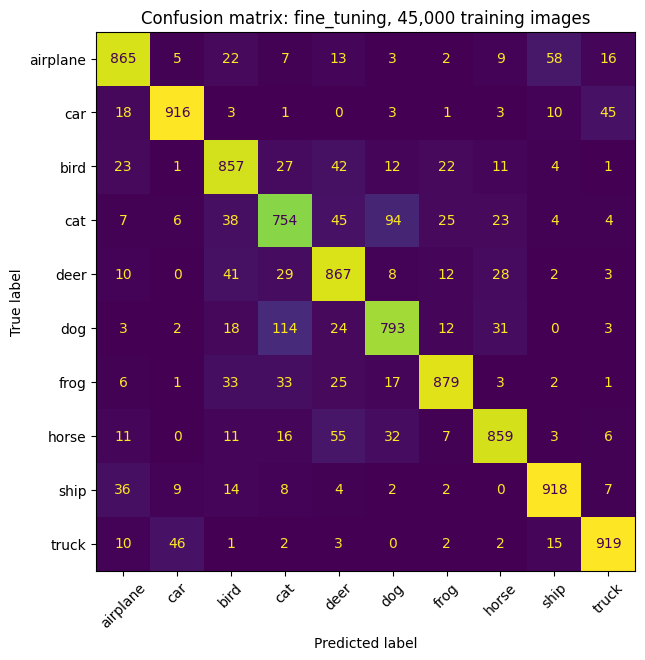 Confusion matrix: fine_tuning, 45,000 training images
airplane 865 5 22 7 13 3 2 9 58 16
car 18 916 3 1 0 3 1 3 10 45
bird 23 1 857 27 42 12 22 11 4 1
cat 7 6 38 754 45 94 25 23 4 4
deer 10 0 41 29 867 8 12 28 2 3
dog 3 2 18 114 24 793 12 31 0 3
frog 6 1 33 33 25 17 879 3 2 1
horse 11 0 11 16 55 32 7 859 3 6
ship 36 9 14 8 4 2 2 0 918 7
truck 10 46 1 2 3 0 2 2 15 919
True label
airplane car bird cat deer dog frog horse ship truck
Predicted label